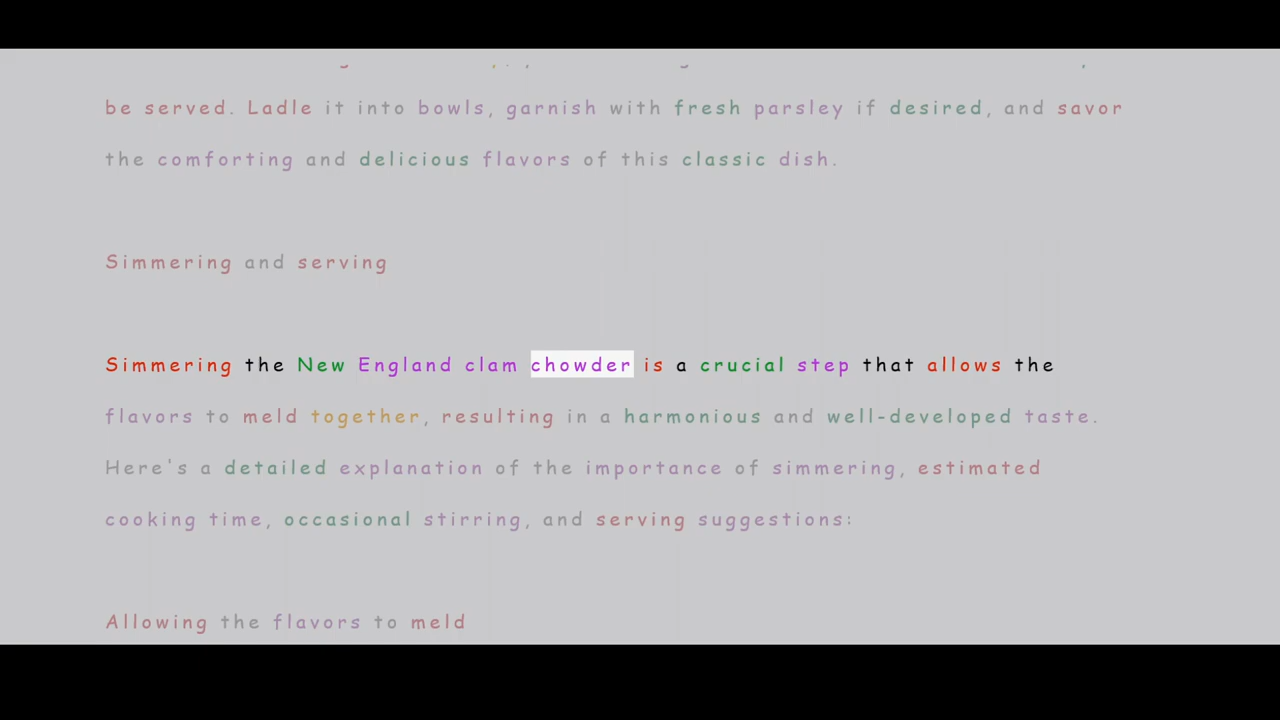 be served. Ladle it into bowls, garnish with fresh parsley if desired, and savor
the comforting and delicious flavors of this classic dish.
Simmering and serving
Simmering the New England clam chowder is a crucial step that allows the
flavors to meld together, resulting in a harmonious and well-developed taste.
Here's a detailed explanation of the importance of simmering, estimated
cooking time, occasional stirring, and serving suggestions:
Allowing the flavors to meld